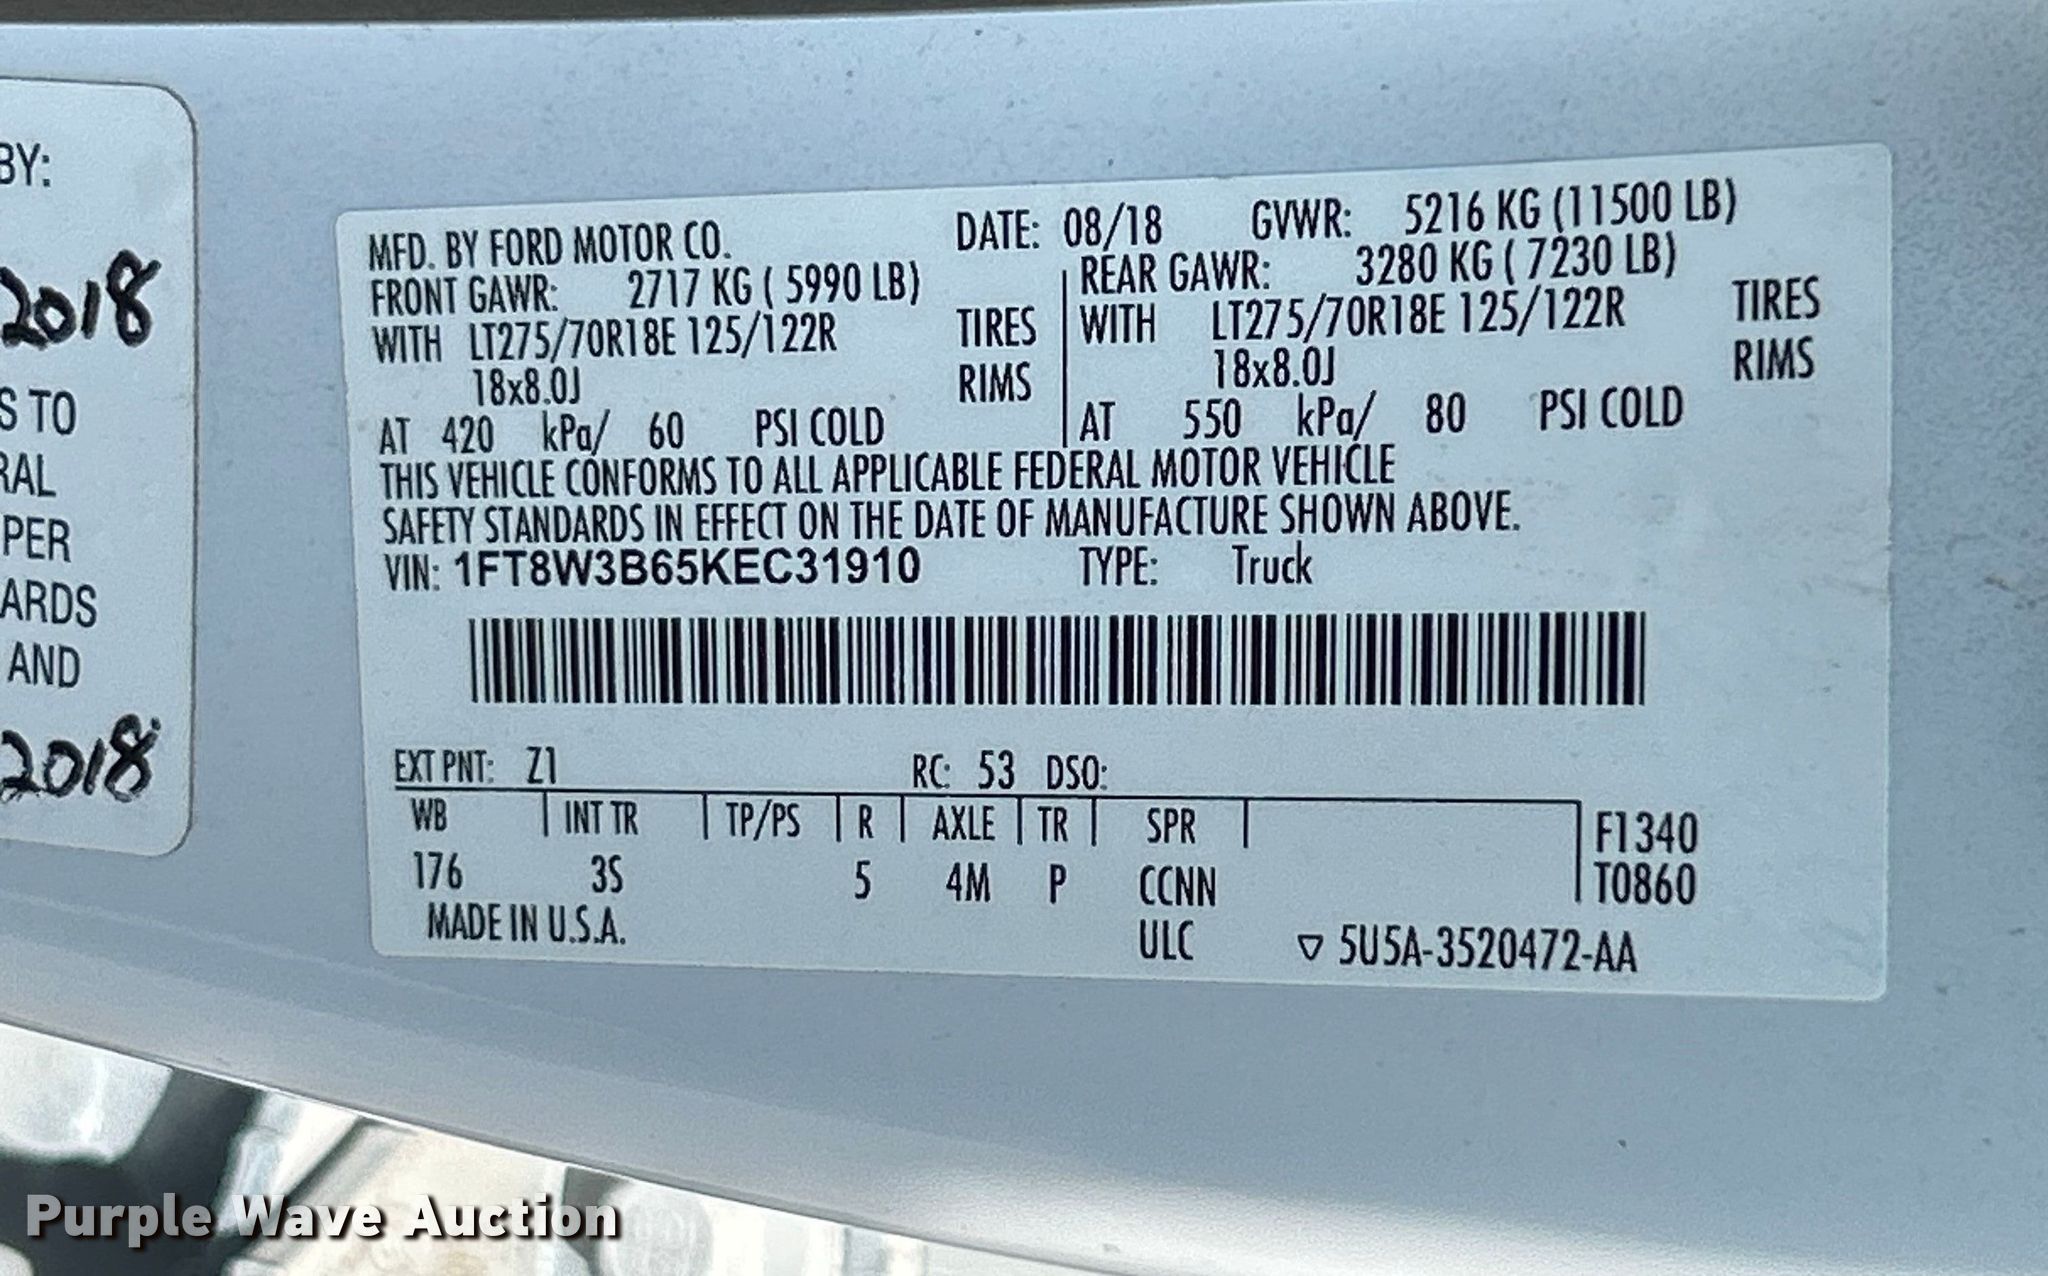 BY:
2018
S TO
RAL
PER
ARDS
AND
2018
MFD. BY FORD MOTOR CO. DATE: 08/18 GVWR: 5216 KG (11500 LB)
FRONT GAWR: 2717 KG ( 5990 LB) REAR GAWR: 3280 KG ( 7230 LB)
WITH LT275/70R18E 125/122R TIRES WITH LT275/70R18E 125/122R TIRES
18x8.0J RIMS 18x8.0J RIMS
AT 420 kPa/ 60 PSI COLD AT 550 kPa/ 80 PSI COLD
THIS VEHICLE CONFORMS TO ALL APPLICABLE FEDERAL MOTOR VEHICLE
SAFETY STANDARDS IN EFFECT ON THE DATE OF MANUFACTURE SHOWN ABOVE.
VIN: 1FT8W3B65KEC31910 TYPE: Truck
EXT PNT: Z1 RC: 53 DSO:
WB INT TR TP/PS R AXLE TR SPR F1340
176 3S 5 4M P CCNN T0860
MADE IN U.S.A. ULC ▽ 5U5A-3520472-AA
Purple Wave Auction